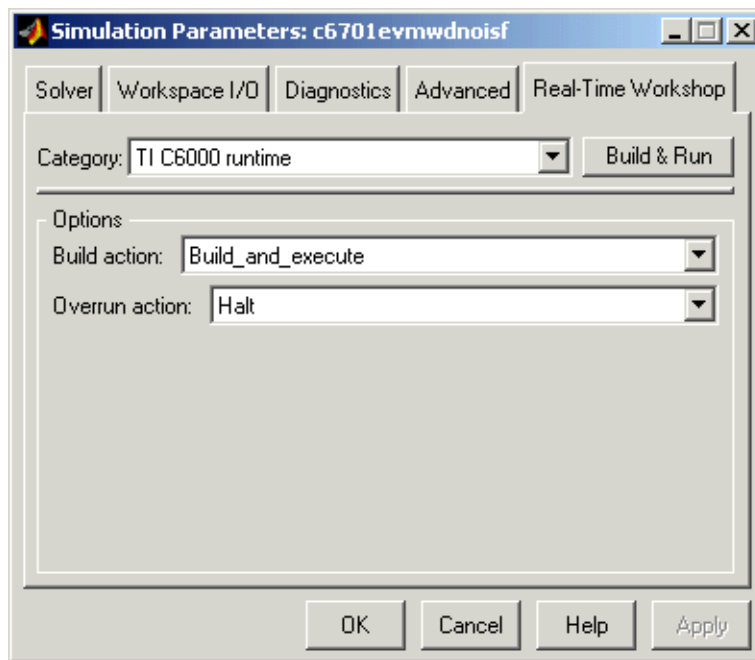 Simulation Parameters: c6701evmwdnoisf
Solver Workspace I/O Diagnostics Advanced Real-Time Workshop
Category: TI C6000 runtime Build & Run
Options
Build action: Build_and_execute
Overrun action: Halt
OK Cancel Help Apply